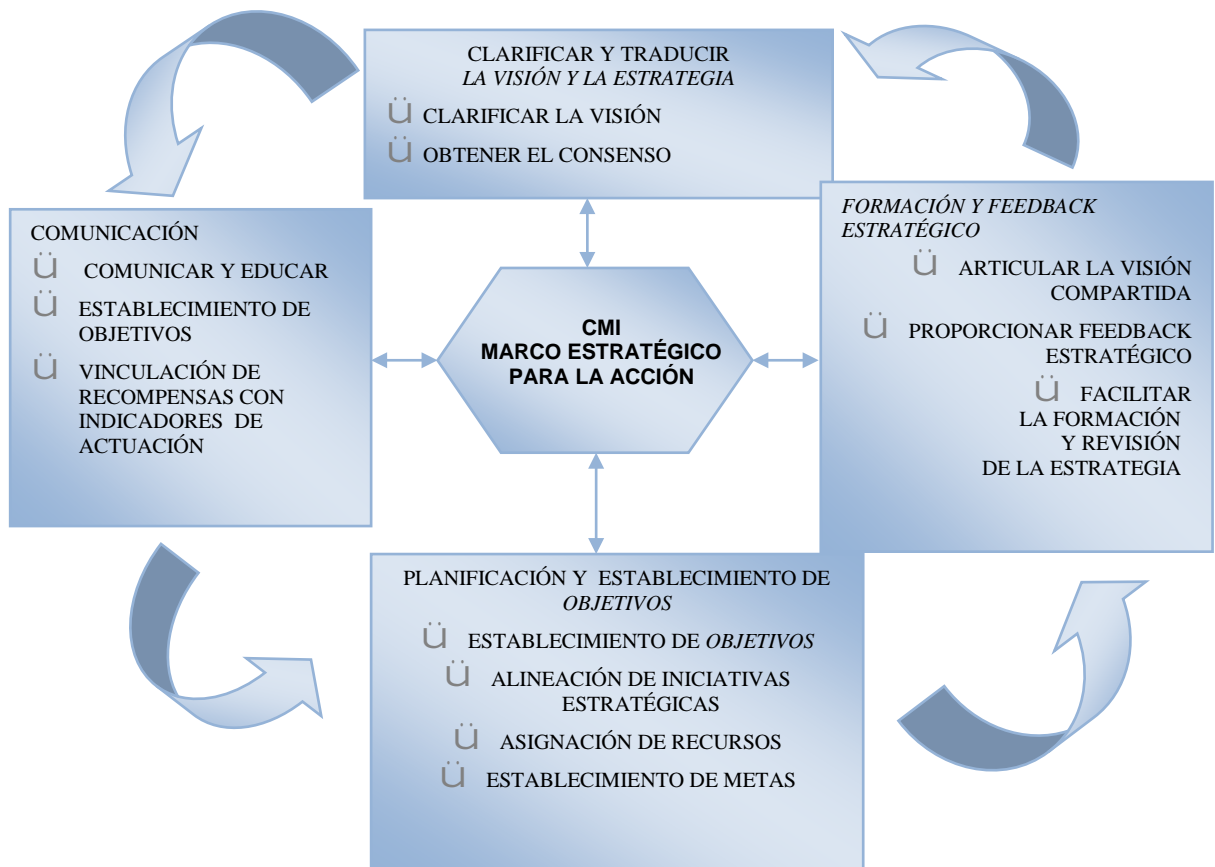 CLARIFICAR Y TRADUCIR
LA VISIÓN Y LA ESTRATEGIA
Ü CLARIFICAR LA VISIÓN
Ü OBTENER EL CONSENSO
COMUNICACIÓN
Ü COMUNICAR Y EDUCAR
Ü ESTABLECIMIENTO DE
OBJETIVOS
Ü VINCULACIÓN DE
RECOMPENSAS CON
INDICADORES DE
ACTUACIÓN
CMI
MARCO ESTRATÉGICO
PARA LA ACCIÓN
FORMACIÓN Y FEEDBACK
ESTRATÉGICO
Ü ARTICULAR LA VISIÓN
COMPARTIDA
Ü PROPORCIONAR FEEDBACK
ESTRATÉGICO
Ü FACILITAR
LA FORMACIÓN
Y REVISIÓN
DE LA ESTRATEGIA
PLANIFICACIÓN Y ESTABLECIMIENTO DE
OBJETIVOS
Ü ESTABLECIMIENTO DE OBJETIVOS
Ü ALINEACIÓN DE INICIATIVAS
ESTRATÉGICAS
Ü ASIGNACIÓN DE RECURSOS
Ü ESTABLECIMIENTO DE METAS